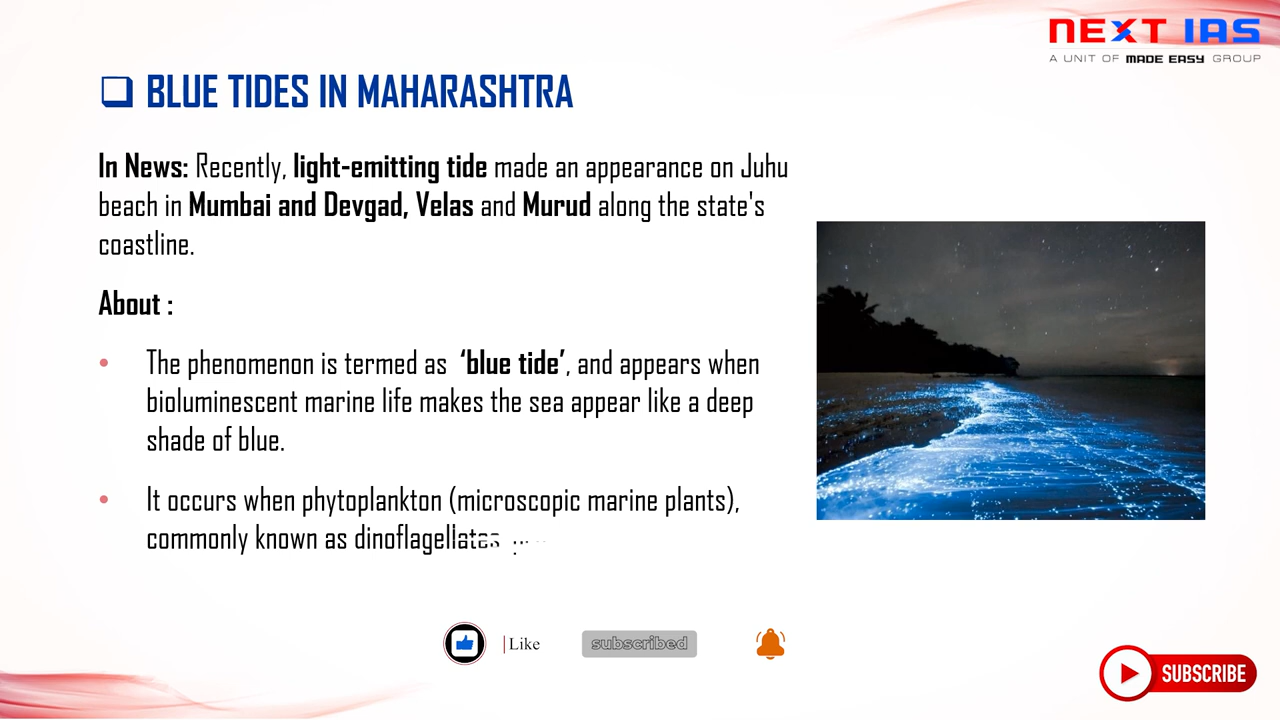 NEXT IAS
A UNIT OF MADE EASY GROUP
BLUE TIDES IN MAHARASHTRA
In News: Recently, light-emitting tide made an appearance on Juhu
beach in Mumbai and Devgad, Velas and Murud along the state's
coastline.
About :
• The phenomenon is termed as ‘blue tide’, and appears when
bioluminescent marine life makes the sea appear like a deep
shade of blue.
• It occurs when phytoplankton (microscopic marine plants),
commonly known as dinoflagellates
Like
subscribed
SUBSCRIBE